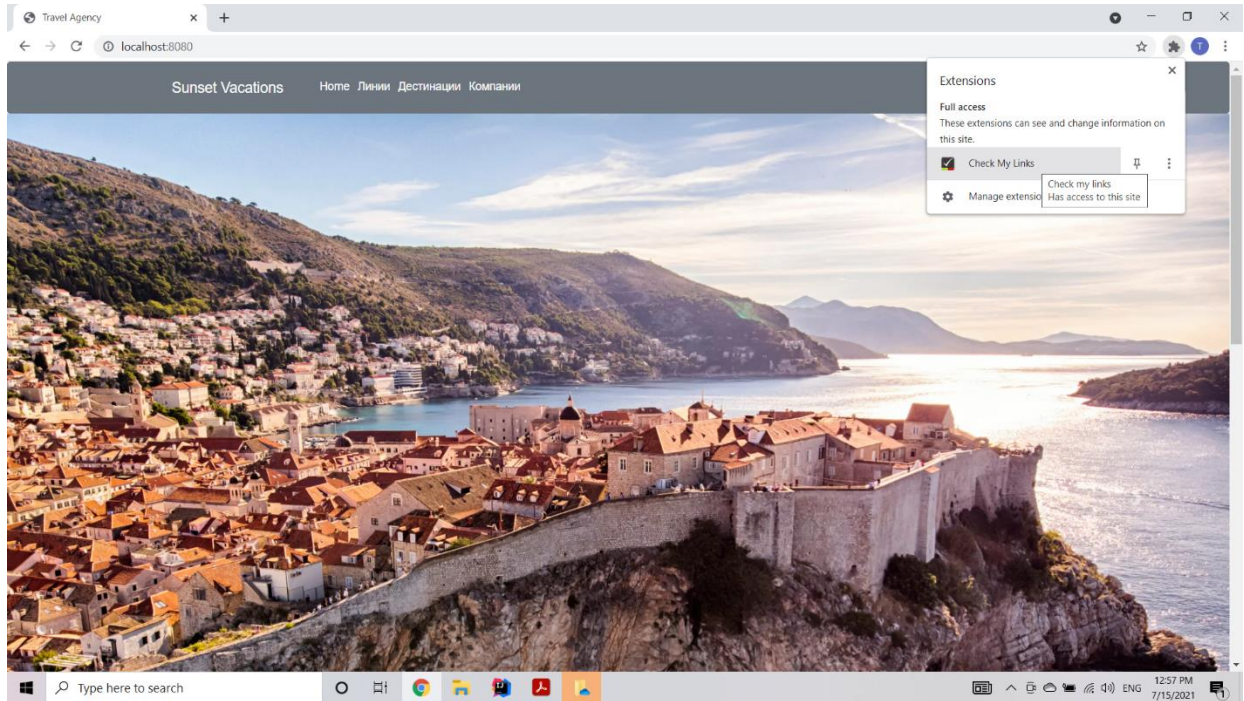 Travel Agency
localhost:8080
Sunset Vacations Home Линии Дестинации Компании
Extensions
Full access
These extensions can see and change information on
this site.
Check My Links
Check my links
Has access to this site
Manage extensio
Type here to search
ENG
12:57 PM
7/15/2021
T
1